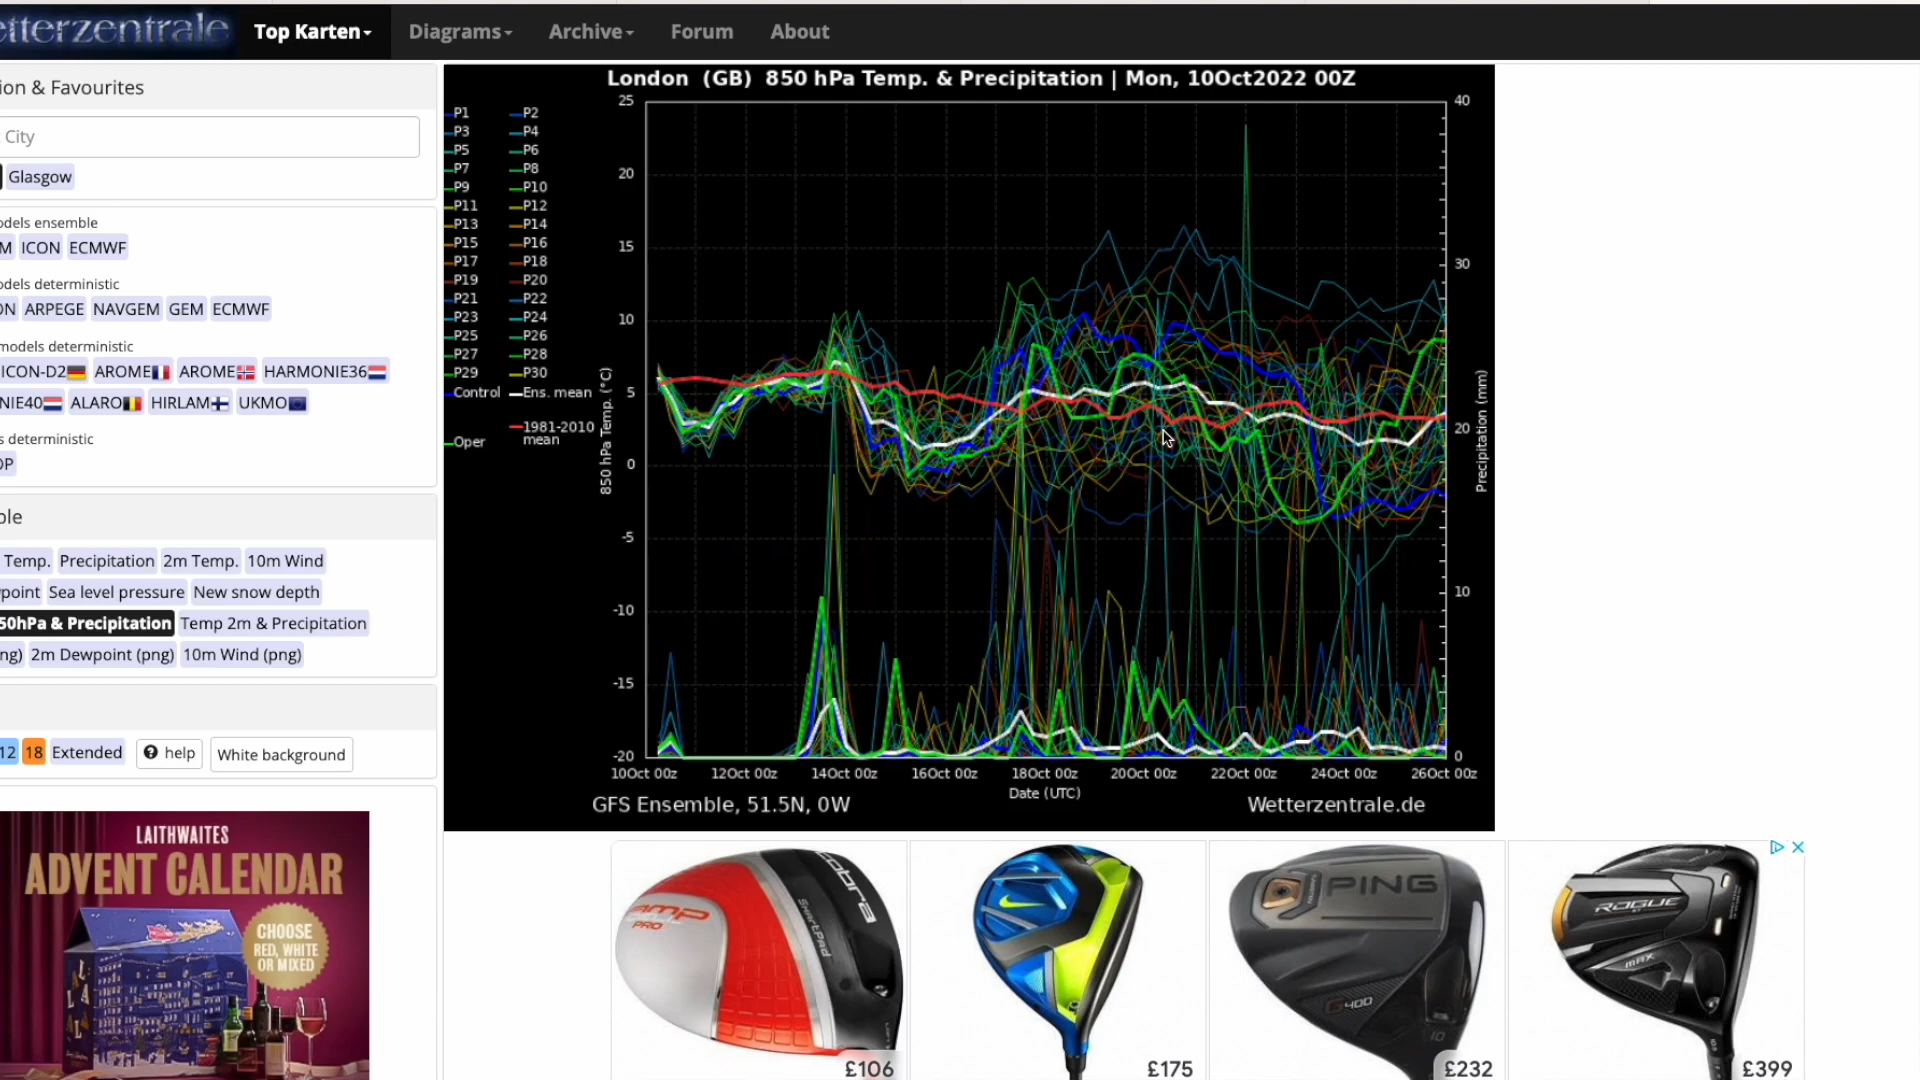 etterzentrale Top Karten Diagrams Archive Forum About
ion & Favourites
City
Glasgow
odels ensemble
M ICON ECMWF
odels deterministic
ON ARPEGE NAVGEM GEM ECMWF
models deterministic
ICON-D2 AROME AROME HARMONIE36
NIE40 ALARO HIRLAM UKMO
s deterministic
OP
ble
Temp. Precipitation 2m Temp. 10m Wind
point Sea level pressure New snow depth
50hPa & Precipitation Temp 2m & Precipitation
ng) 2m Dewpoint (png) 10m Wind (png)
12 18 Extended help White background
London (GB) 850 hPa Temp. & Precipitation | Mon, 10Oct2022 00Z
P1 P2
P3 P4
P5 P6
P7 P8
P9 P10
P11 P12
P13 P14
P15 P16
P17 P18
P19 P20
P21 P22
P23 P24
P25 P26
P27 P28
P29 P30
Control Ens. mean
Oper 1981-2010
mean
850 hPa Temp. (°C)
25
20
15
10
5
0
-5
-10
-15
-20
40
30
20
10
0
Precipitation (mm)
10Oct 00z 12Oct 00z 14Oct 00z 16Oct 00z 18Oct 00z 20Oct 00z 22Oct 00z 24Oct 00z 26Oct 00z
Date (UTC)
GFS Ensemble, 51.5N, 0W Wetterzentrale.de
LAITHWAITES
ADVENT CALENDAR
CHOOSE
RED, WHITE
OR MIXED
cobra
AMP
PRO
SMARTPAD
£106
£175
PING
G400
10
£232
ROGUE
MAX
£399